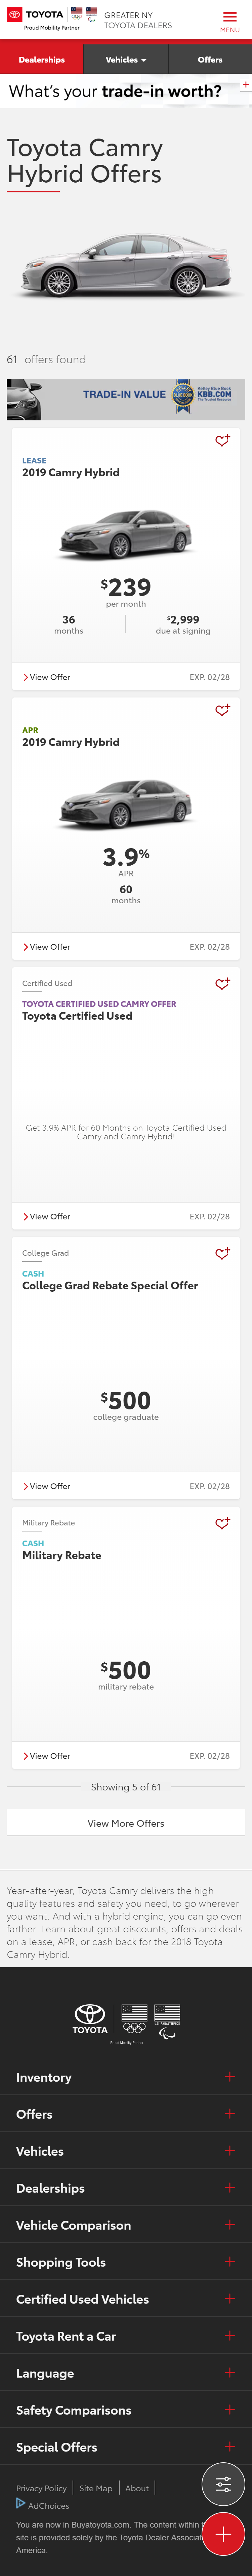 TOYOTA
Proud Mobility Partner
GREATER NY
TOYOTA DEALERS
MENU
Dealerships
Vehicles
Offers
What's your trade-in worth?
Toyota Camry
Hybrid Offers
61 offers found
TRADE-IN VALUE
Kelley Blue Book
KBB.COM
The Trusted Resource
LEASE
2019 Camry Hybrid
$239
per month
36
months
$2,999
due at signing
View Offer
EXP. 02/28
APR
2019 Camry Hybrid
3.9%
APR
60
months
View Offer
EXP. 02/28
Certified Used
TOYOTA CERTIFIED USED CAMRY OFFER
Toyota Certified Used
Get 3.9% APR for 60 Months on Toyota Certified Used
Camry and Camry Hybrid!
View Offer
EXP. 02/28
College Grad
CASH
College Grad Rebate Special Offer
$500
college graduate
View Offer
EXP. 02/28
Military Rebate
CASH
Military Rebate
$500
military rebate
View Offer
EXP. 02/28
Showing 5 of 61
View More Offers
Year-after-year, Toyota Camry delivers the high
quality features and safety you need, to go wherever
you want. And with a hybrid engine, you can go even
farther. Learn about great discounts, offers and deals
on a lease, APR, or cash back for the 2018 Toyota
Camry Hybrid.
TOYOTA
Proud Mobility Partner
Inventory
Offers
Vehicles
Dealerships
Vehicle Comparison
Shopping Tools
Certified Used Vehicles
Toyota Rent a Car
Language
Safety Comparisons
Special Offers
Privacy Policy
Site Map
About
AdChoices
You are now in Buyatoyota.com. The content within
site is provided solely by the Toyota Dealer Associat
America.